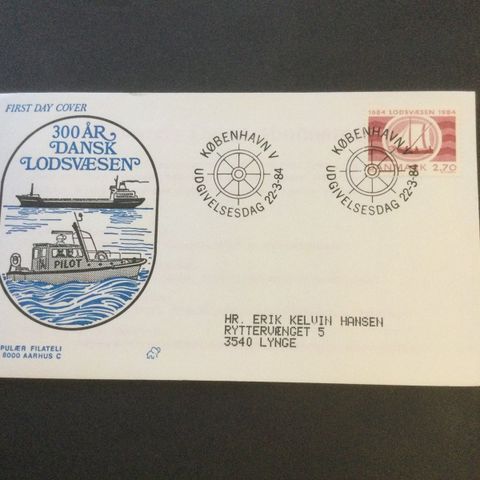 FIRST DAY COVER
300 ÅR
DANSK
LODSVÆSEN
PILOT
PULÆR FILATELI
8000 AARHUS C
KØBENHAVN V
UDGIVELSESDAG 22-3-84
KØBENHAVN V
UDGIVELSESDAG 22-3-84
1684 LODSVÆSEN 1984
DANMARK 2.70
HR. ERIK KELVIN HANSEN
RYTTERVÆNGET 5
3540 LYNGE